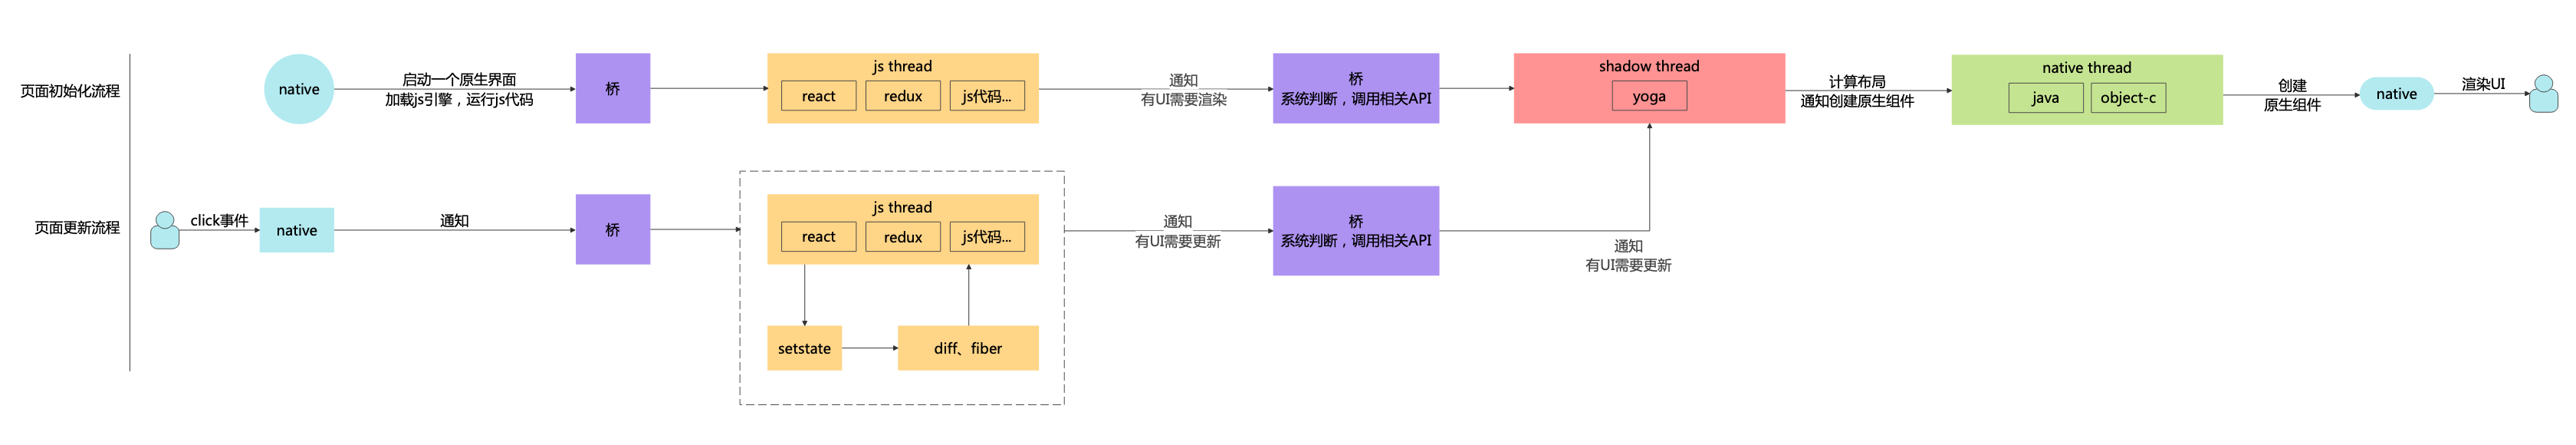 页面初始化流程
native
启动一个原生界面
加载js引擎，运行js代码
桥
js thread
react
redux
js代码...
通知
有UI需要渲染
桥
系统判断，调用相关API
shadow thread
yoga
计算布局
通知创建原生组件
native thread
java
object-c
创建
原生组件
native
渲染UI
页面更新流程
click事件
native
通知
桥
js thread
react
redux
js代码...
setstate
diff、fiber
通知
有UI需要更新
桥
系统判断，调用相关API
通知
有UI需要更新